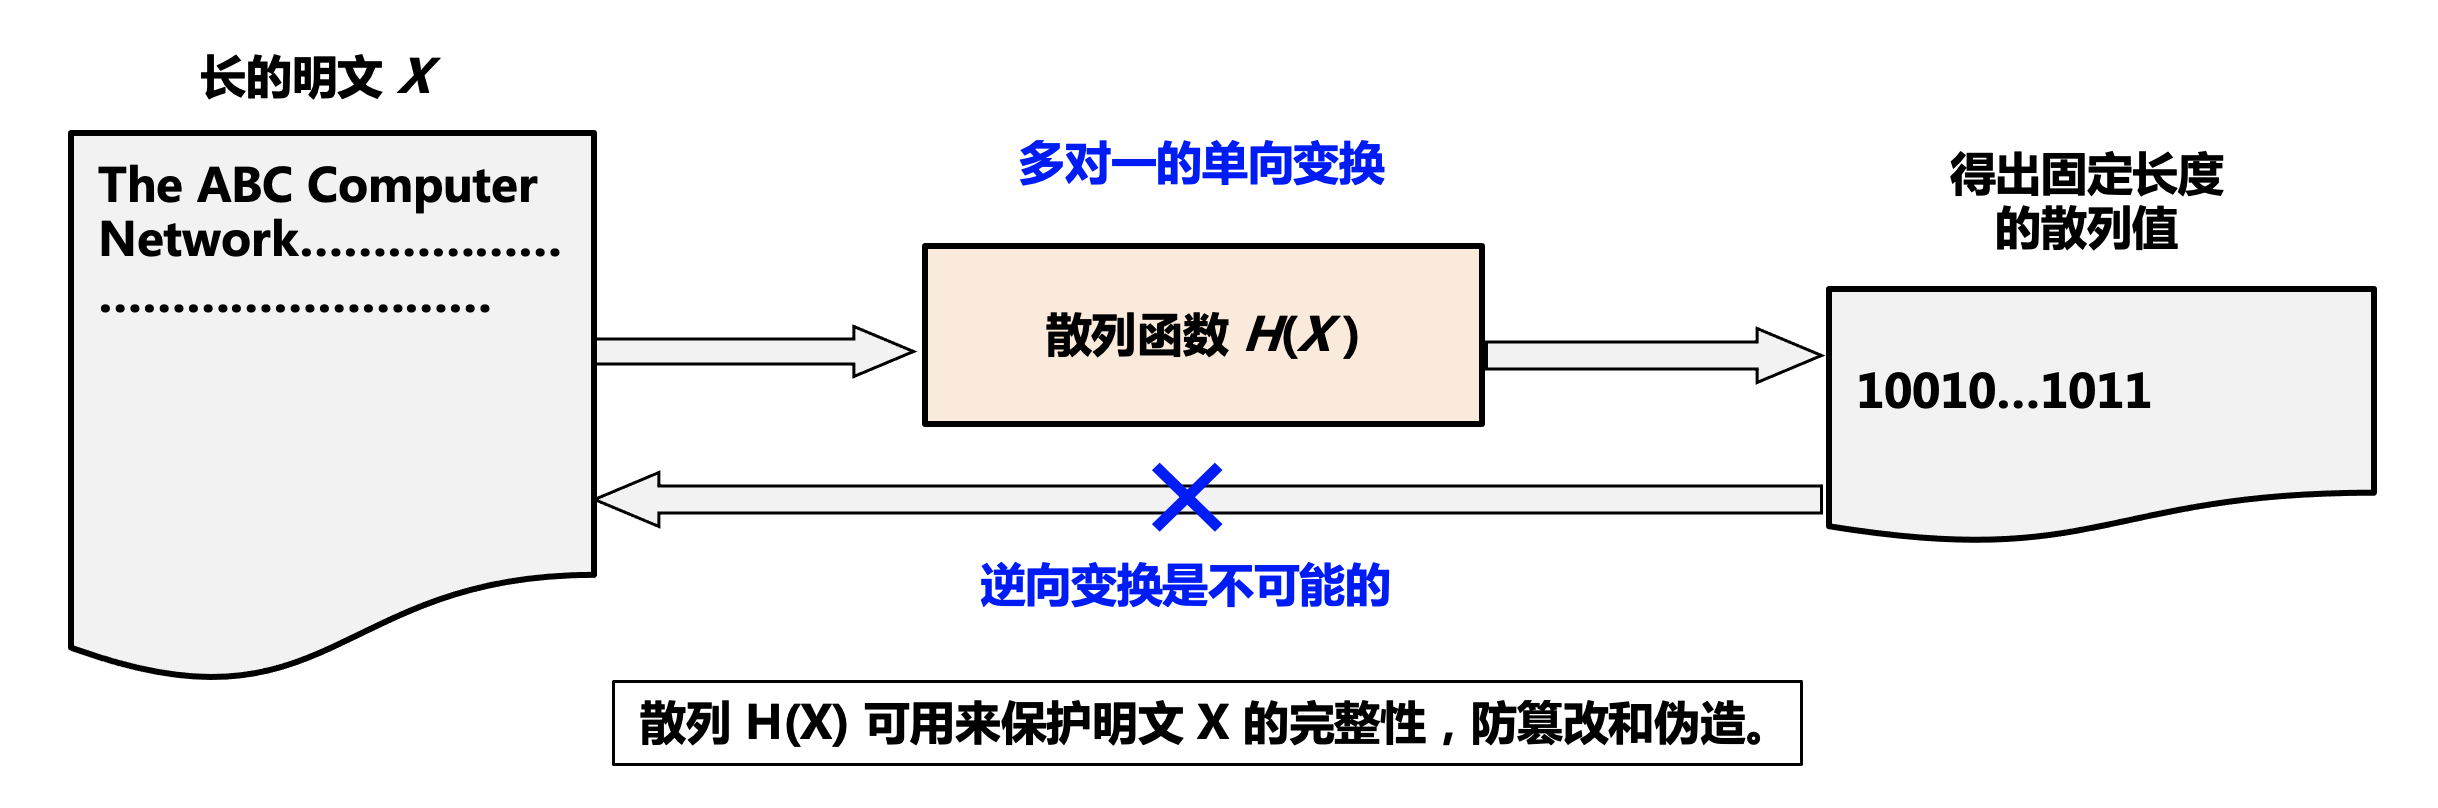 长的明文 X
The ABC Computer
Network..................
...........................
多对一的单向变换
散列函数 H(X)
得出固定长度
的散列值
10010...1011
逆向变换是不可能的
散列 H(X) 可用来保护明文 X 的完整性，防篡改和伪造。